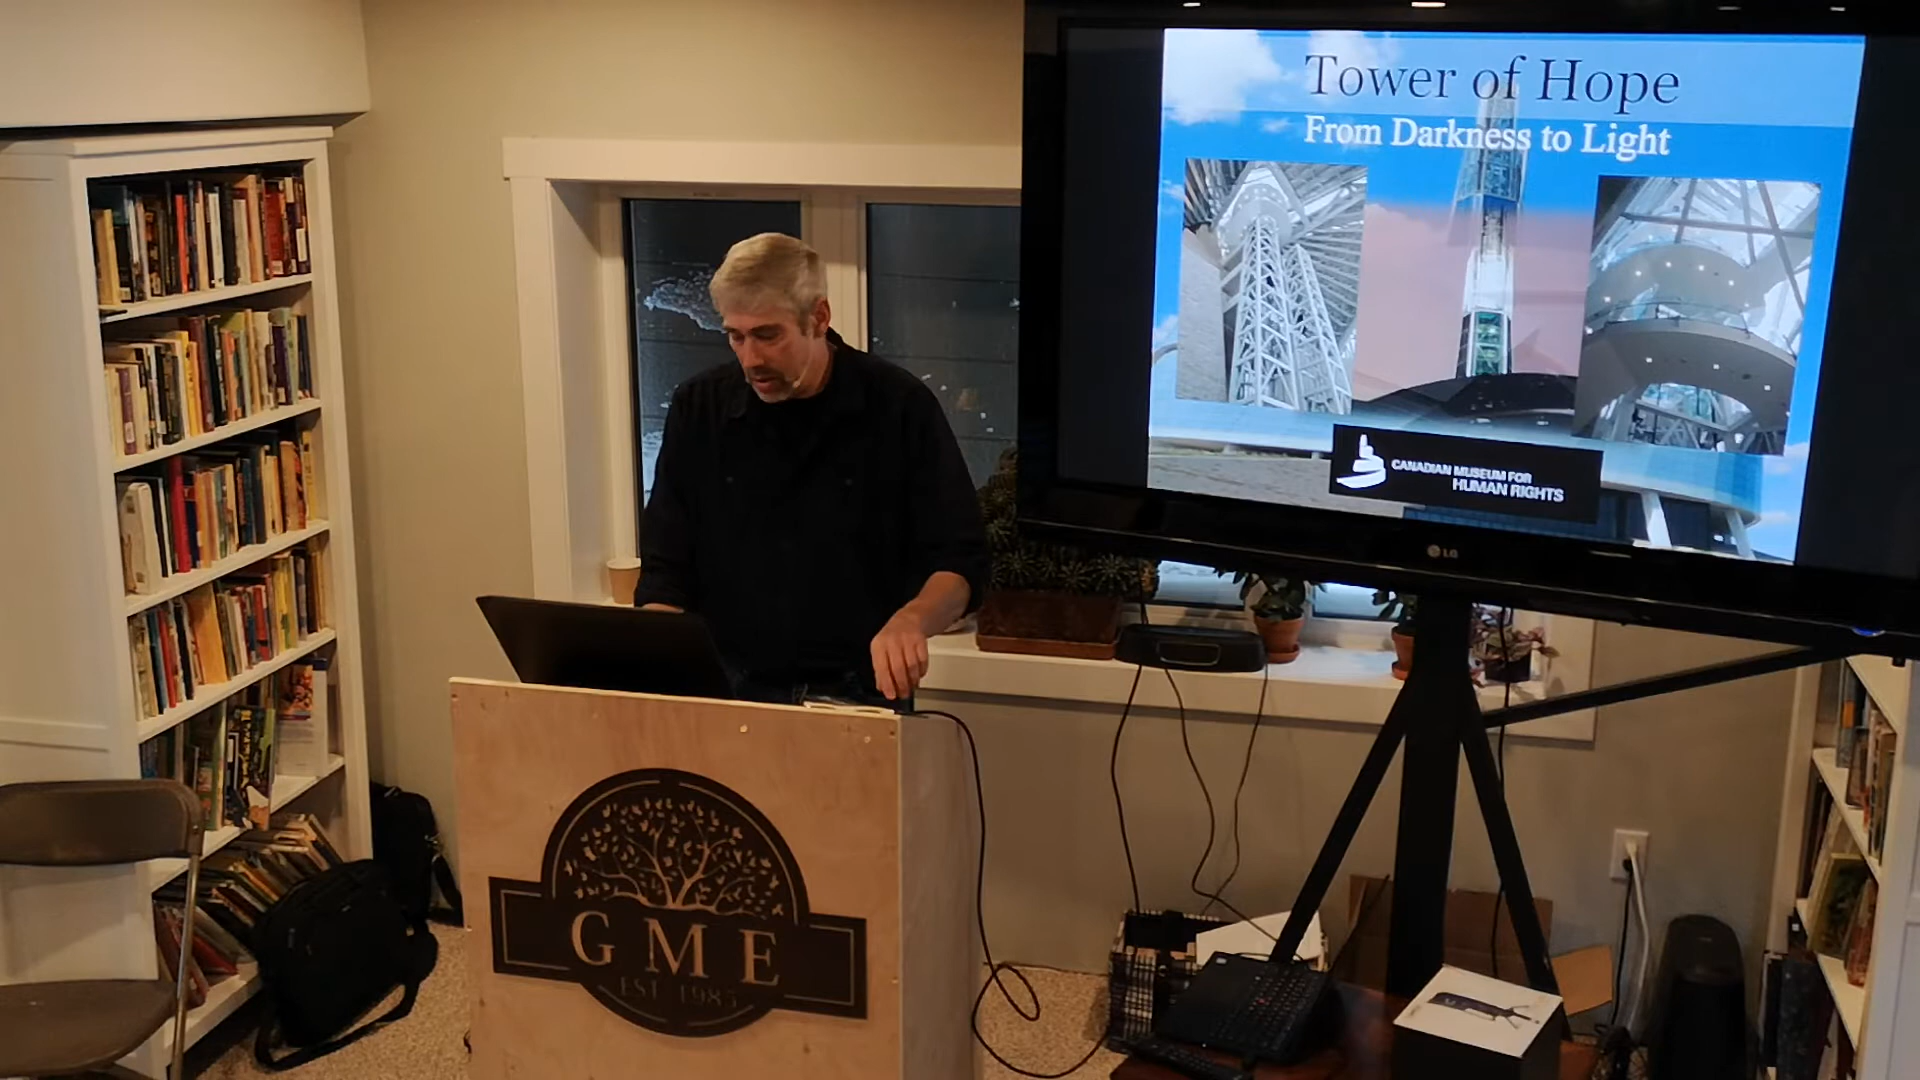 Tower of Hope
From Darkness to Light
CANADIAN MUSEUM FOR
HUMAN RIGHTS
LG
GME
EST 1985